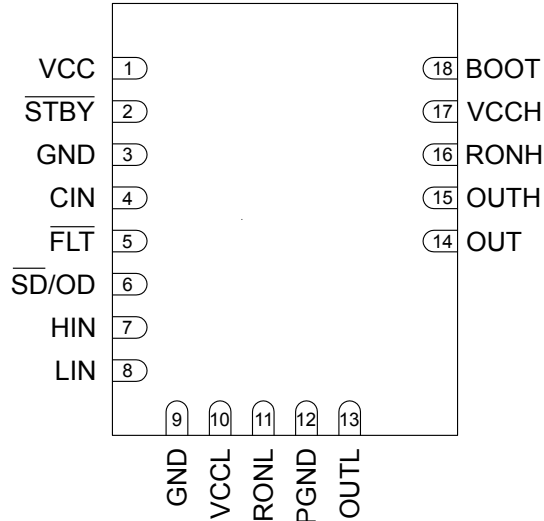 VCC 1
STBY 2
GND 3
CIN 4
FLT 5
SD/OD 6
HIN 7
LIN 8
9 GND
10 VCCL
11 RONL
12 PGND
13 OUTL
18 BOOT
17 VCCH
16 RONH
15 OUTH
14 OUT